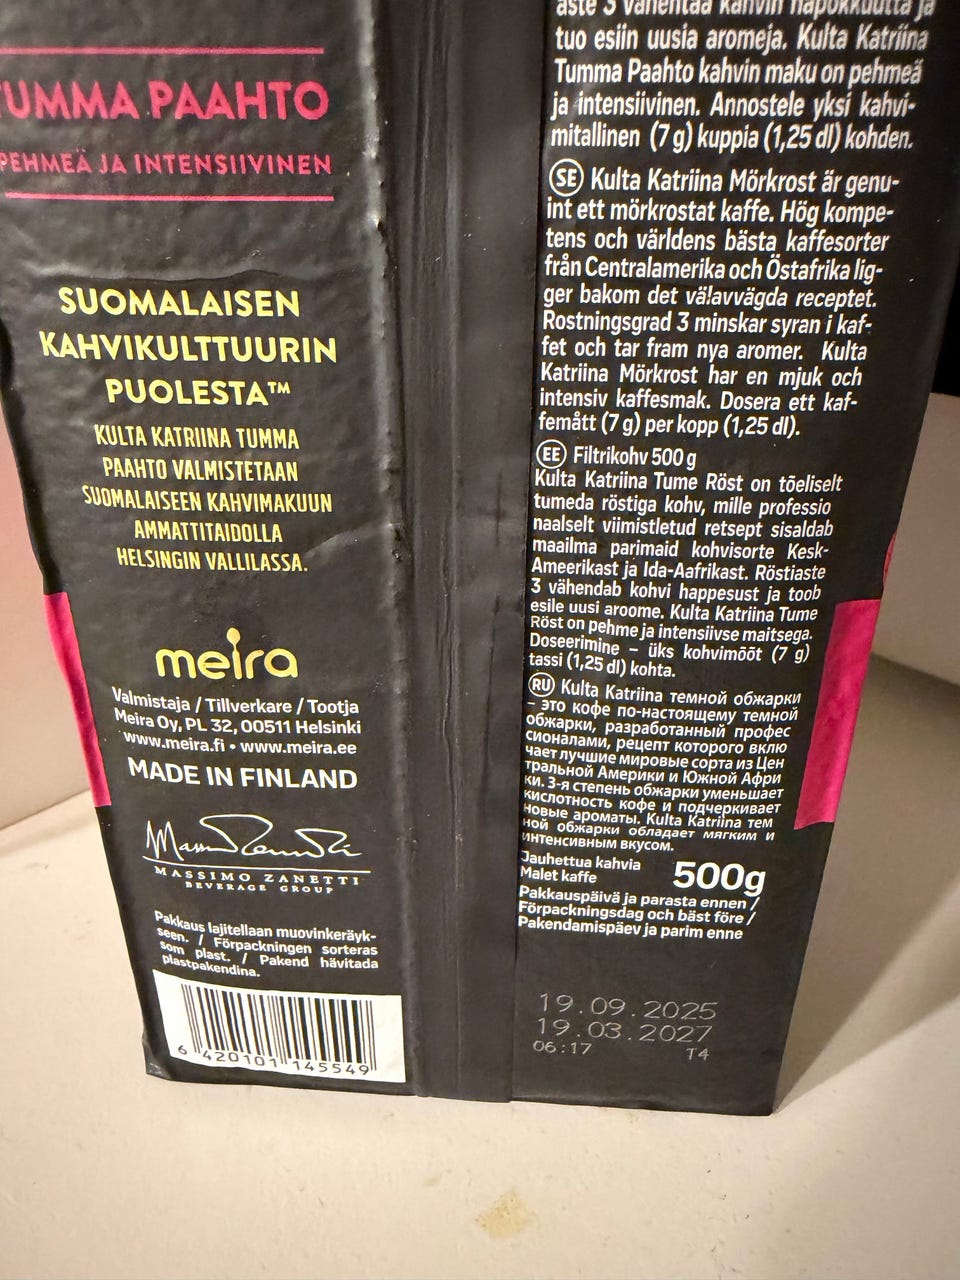 TUMMA PAAHTO
PEHMEÄ JA INTENSIIVINEN
SUOMALAISEN
KAHVIKULTTUURIN
PUOLESTA™
KULTA KATRIINA TUMMA
PAAHTO VALMISTETAAN
SUOMALAISEEN KAHVIMAKUUN
AMMATTITAIDOLLA
HELSINGIN VALLILASSA.
meira
Valmistaja / Tillverkare / Tootja
Meira Oy, PL 32, 00511 Helsinki
www.meira.fi • www.meira.ee
MADE IN FINLAND
MASSIMO ZANETTI
BEVERAGE GROUP
Pakkaus lajitellaan muovinkeräyk-
seen. / Förpackningen sorteras
som plast. / Pakend hävitada
plastpakendina.
6 420101 145549
aste 3 vähentää kahvin hapokkuutta ja
tuo esiin uusia aromeja. Kulta Katriina
Tumma Paahto kahvin maku on pehmeä
ja intensiivinen. Annostele yksi kahvi-
mitallinen (7 g) kuppia (1,25 dl) kohden.
SE Kulta Katriina Mörkrost är genu-
int ett mörkrostat kaffe. Hög kompe-
tens och världens bästa kaffesorter
från Centralamerika och Östafrika lig-
ger bakom det välavvägda receptet.
Rostningsgrad 3 minskar syran i kaf-
fet och tar fram nya aromer. Kulta
Katriina Mörkrost har en mjuk och
intensiv kaffesmak. Dosera ett kaf-
femått (7 g) per kopp (1,25 dl).
EE Filtrikohv 500 g
Kulta Katriina Tume Röst on tõeliselt
tumeda röstiga kohv, mille professio
naalselt viimistletud retsept sisaldab
maailma parimaid kohvisorte Kesk-
Ameerikast ja Ida-Aafrikast. Röstiaste
3 vähendab kohvi happesust ja toob
esile uusi aroome. Kulta Katriina Tume
Röst on pehme ja intensiivse maitsega.
Doseerimine – üks kohvimõõt (7 g)
tassi (1,25 dl) kohta.
RU Kulta Katriina темной обжарки
– это кофе по-настоящему темной
обжарки, разработанный профес
сионалами, рецепт которого вклю
чает лучшие мировые сорта из Цен
тральной Америки и Южной Афри
ки. 3-я степень обжарки уменьшает
кислотность кофе и подчеркивает
новые ароматы. Kulta Katriina тем
ной обжарки обладает мягким и
интенсивным вкусом.
Jauhettua kahvia
Malet kaffe
500g
Pakkauspäivä ja parasta ennen /
Förpackningsdag och bäst före /
Pakendamispäev ja parim enne
19.09.2025
19.03.2027
06:17 T4